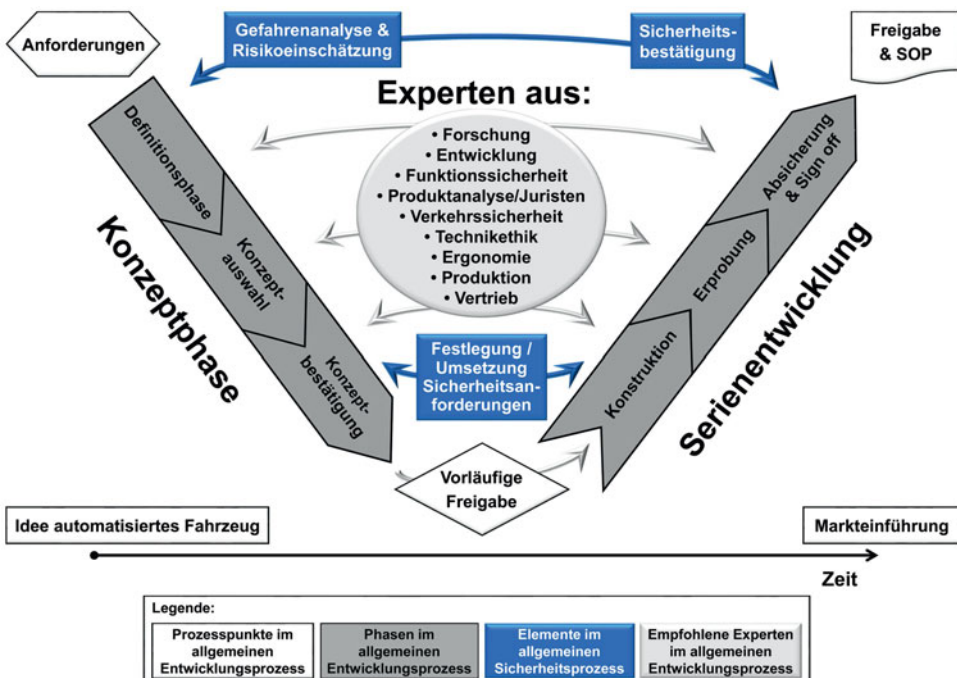 Anforderungen
Gefahrenanalyse &
Risikoeinschätzung
Sicherheits-
bestätigung
Freigabe
& SOP
Experten aus:
• Forschung
• Entwicklung
• Funktionssicherheit
• Produktanalyse/Juristen
• Verkehrssicherheit
• Technikethik
• Ergonomie
• Produktion
• Vertrieb
Konzeptphase
Definitionsphase
Konzept-
auswahl
Konzept-
bestätigung
Festlegung /
Umsetzung
Sicherheitsan-
forderungen
Vorläufige
Freigabe
Konstruktion
Erprobung
Absicherung
& Sign off
Serienentwicklung
Idee automatisiertes Fahrzeug
Markteinführung
Zeit
Legende:
Prozesspunkte im
allgemeinen
Entwicklungsprozess
Phasen im
allgemeinen
Entwicklungsprozess
Elemente im
allgemeinen
Sicherheitsprozess
Empfohlene Experten
im allgemeinen
Entwicklungsprozess